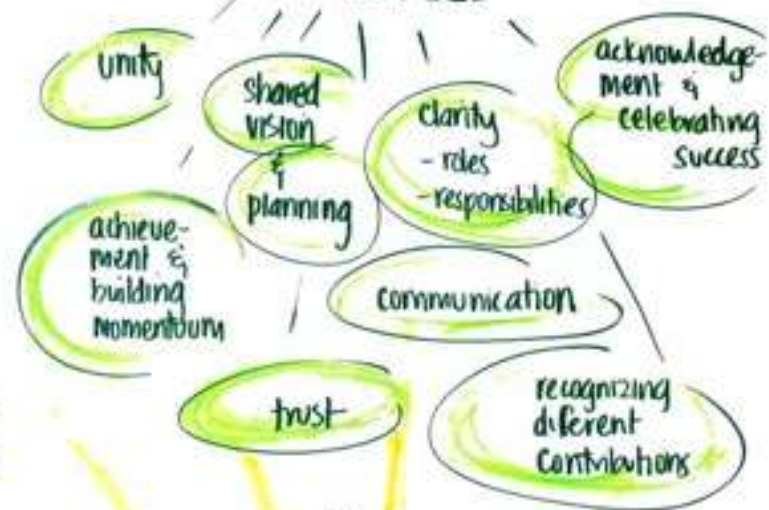 unity
shared
vision
&
planning
clarity
- roles
- responsibilities
acknowledge-
ment &
celebrating
success
achieve-
ment &
building
momentum
communication
trust
recognizing
diferent
contributions